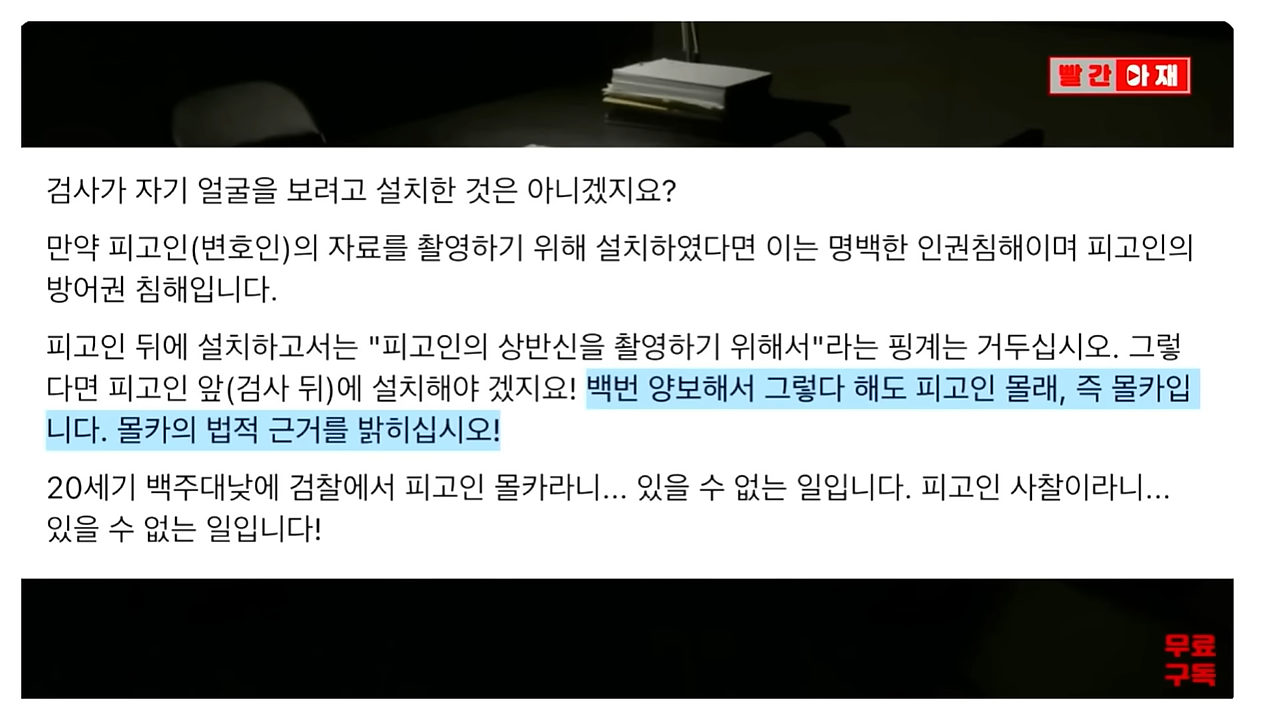 빨간아재
검사가 자기 얼굴을 보려고 설치한 것은 아니겠지요?
만약 피고인(변호인)의 자료를 촬영하기 위해 설치하였다면 이는 명백한 인권침해이며 피고인의
방어권 침해입니다.
피고인 뒤에 설치하고서는 "피고인의 상반신을 촬영하기 위해서"라는 핑계는 거두십시오. 그렇
다면 피고인 앞(검사 뒤)에 설치해야 겠지요! 백번 양보해서 그렇다 해도 피고인 몰래, 즉 몰카입
니다. 몰카의 법적 근거를 밝히십시오!
20세기 백주대낮에 검찰에서 피고인 몰카라니... 있을 수 없는 일입니다. 피고인 사찰이라니...
있을 수 없는 일입니다!
무료
구독